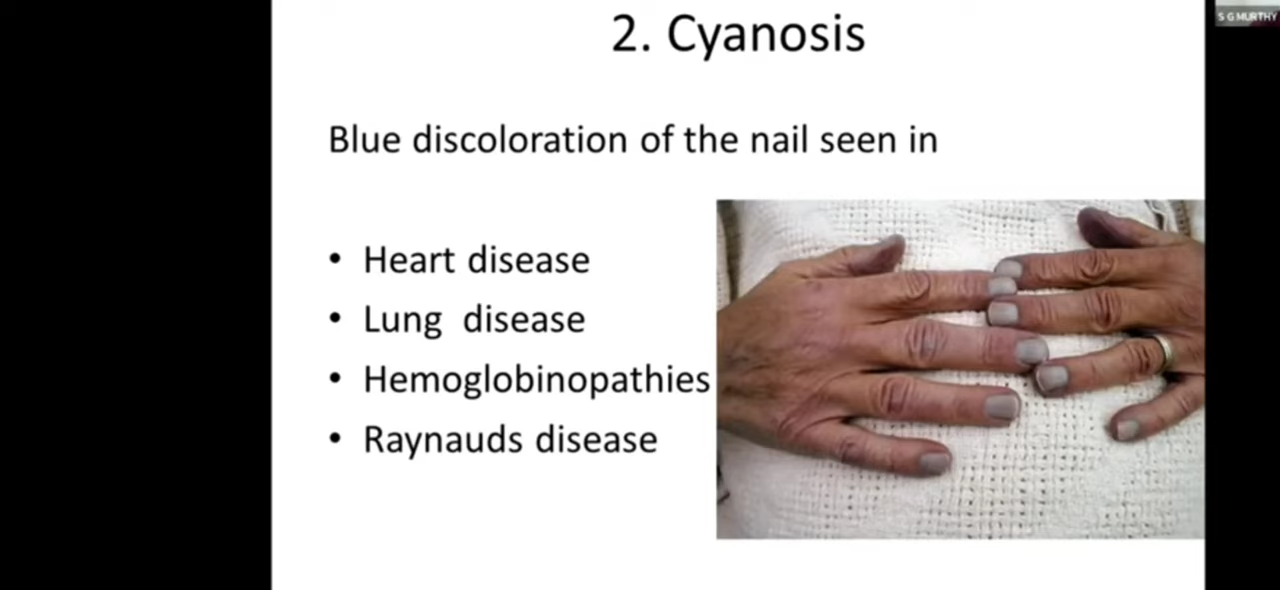 S G MURTHY
2. Cyanosis
Blue discoloration of the nail seen in
• Heart disease
• Lung disease
• Hemoglobinopathies
• Raynauds disease